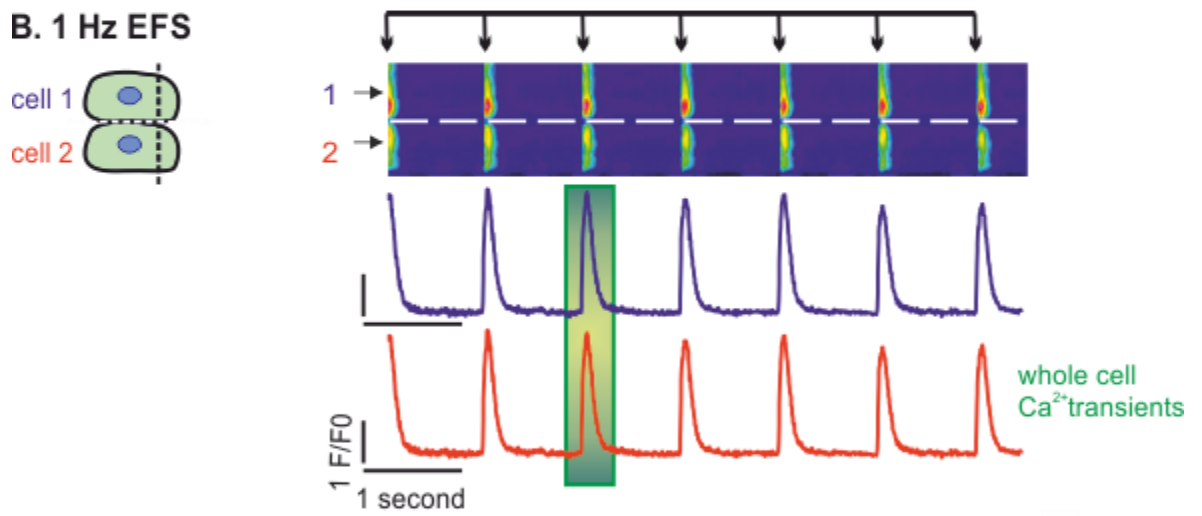 B. 1 Hz EFS
cell 1
cell 2
1
2
whole cell
Ca²⁺transients
1 F/F0
1 second